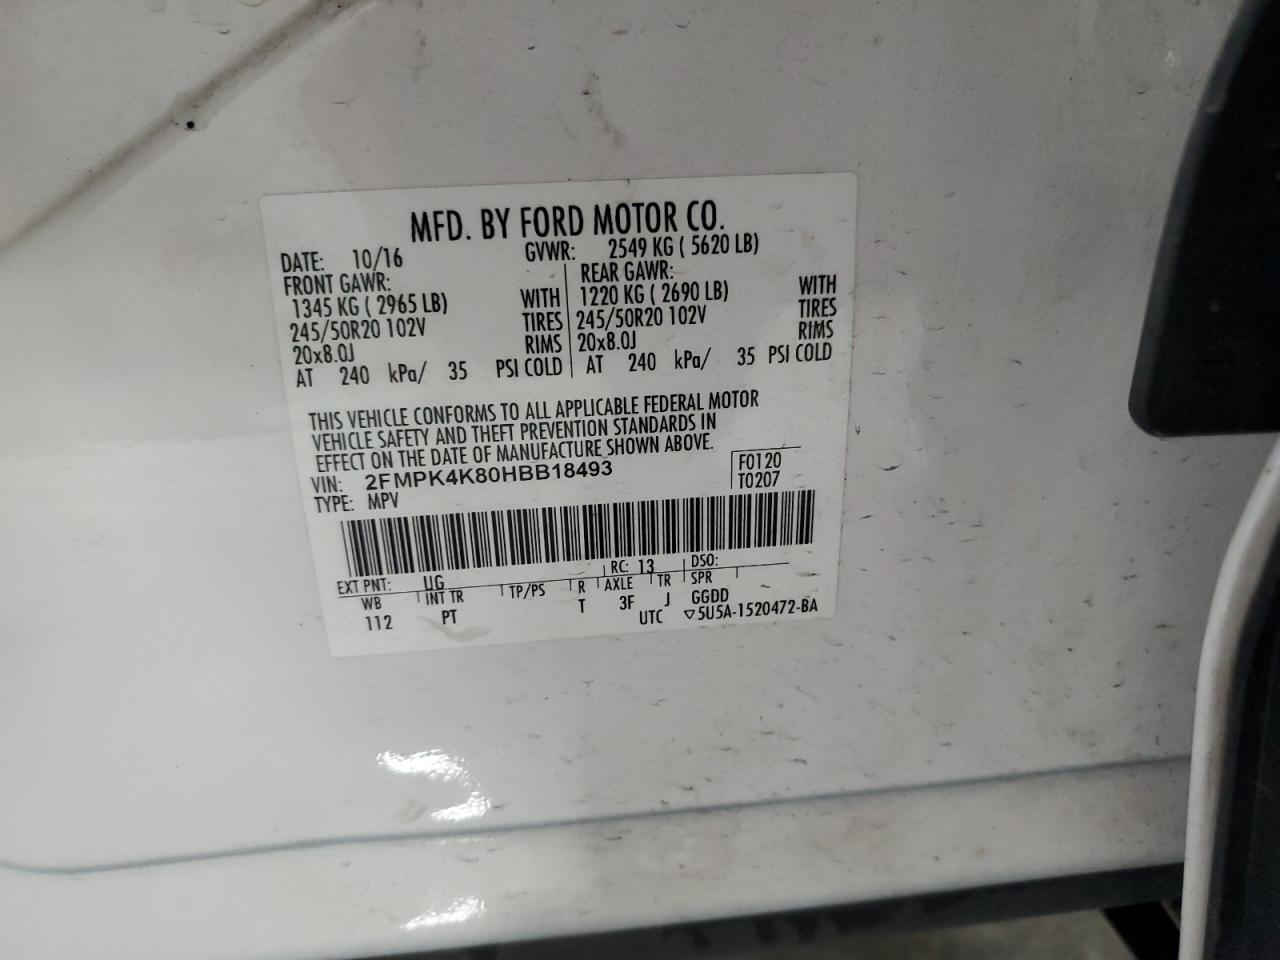 MFD. BY FORD MOTOR CO.
DATE: 10/16 GVWR: 2549 KG ( 5620 LB)
FRONT GAWR: REAR GAWR:
1345 KG ( 2965 LB) WITH 1220 KG ( 2690 LB) WITH
245/50R20 102V TIRES 245/50R20 102V TIRES
20x8.0J RIMS 20x8.0J RIMS
AT 240 kPa/ 35 PSI COLD AT 240 kPa/ 35 PSI COLD
THIS VEHICLE CONFORMS TO ALL APPLICABLE FEDERAL MOTOR
VEHICLE SAFETY AND THEFT PREVENTION STANDARDS IN
EFFECT ON THE DATE OF MANUFACTURE SHOWN ABOVE.
VIN: 2FMPK4K80HBB18493 F0120
TYPE: MPV T0207
EXT PNT: UG RC: 13 DSO:
WB INT TR TP/PS R AXLE TR SPR
112 PT T 3F J GGDD
UTC ▽5U5A-1520472-BA